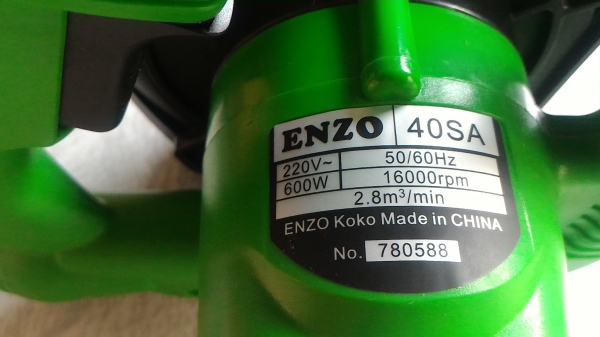 ENZO 40SA
220V~ 50/60Hz
600W 16000rpm
2.8m³/min
ENZO Koko Made in CHINA
No. 780588